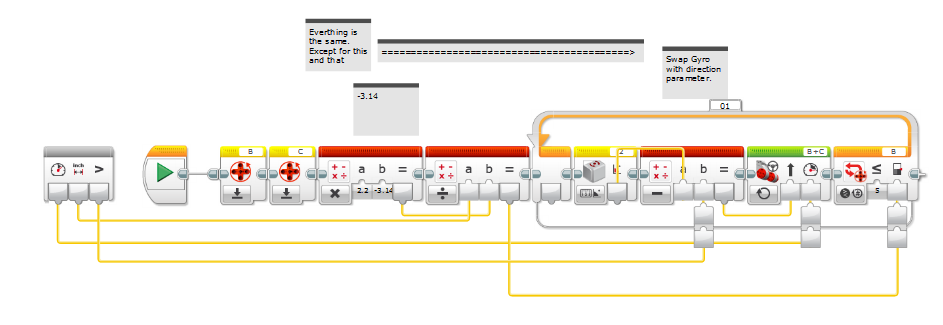 Everthing is
the same.
Except for this
and that
==========================================>
Swap Gyro
with direction
parameter.
-3.14
01
inch
>
B
C
a b =
2.2 -3.14
a b =
2
b =
B+C
B
≤
5